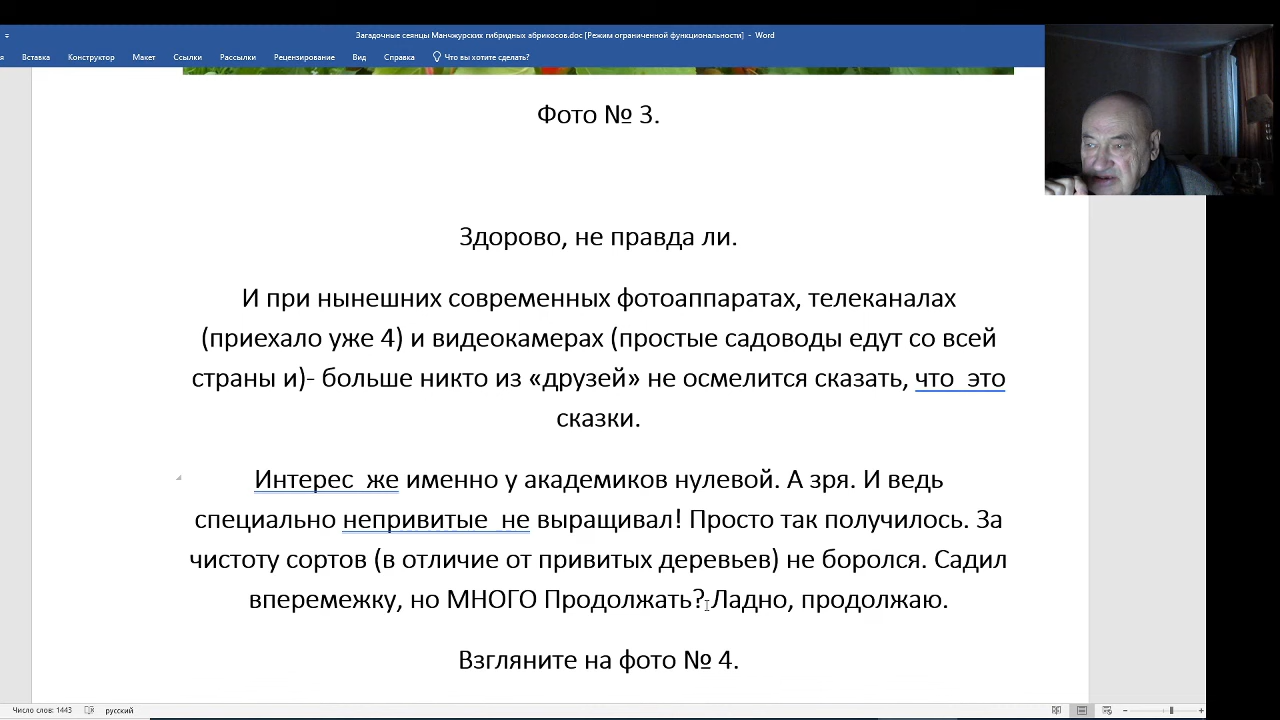 Загадочные сеянцы Манчжурских гибридных абрикосов.doc [Режим ограниченной функциональности] - Word
Вставка Конструктор Макет Ссылки Рассылки Рецензирование Вид Справка Что вы хотите сделать?
Фото № 3.
Здорово, не правда ли.
И при нынешних современных фотоаппаратах, телеканалах
(приехало уже 4) и видеокамерах (простые садоводы едут со всей
страны и)- больше никто из «друзей» не осмелится сказать, что это
сказки.
Интерес же именно у академиков нулевой. А зря. И ведь
специально непривитые не выращивал! Просто так получилось. За
чистоту сортов (в отличие от привитых деревьев) не боролся. Садил
вперемежку, но МНОГО Продолжать? Ладно, продолжаю.
Взгляните на фото № 4.
Число слов: 1443 русский